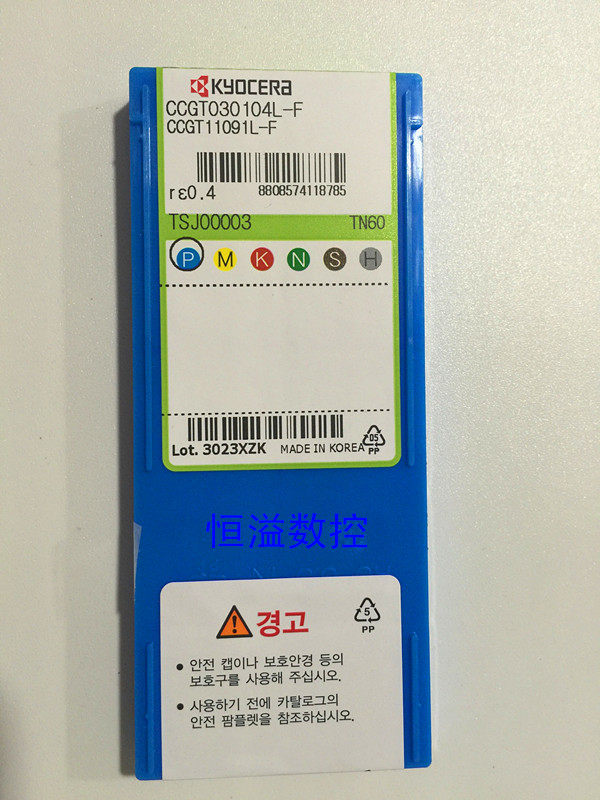 KYOCERA
CCGT030104L-F
CCGT11091L-F
rε0.4
8808574118785
TSJ00003 TN60
P M K N S H
Lot. 3023XZK MADE IN KOREA
05
PP
恒溢数控
경고
5
PP
• 안전 캡이나 보호안경 등의
보호구를 사용해 주십시오.
• 사용하기 전에 카탈로그의
안전 팜플렛을 참조하십시오.